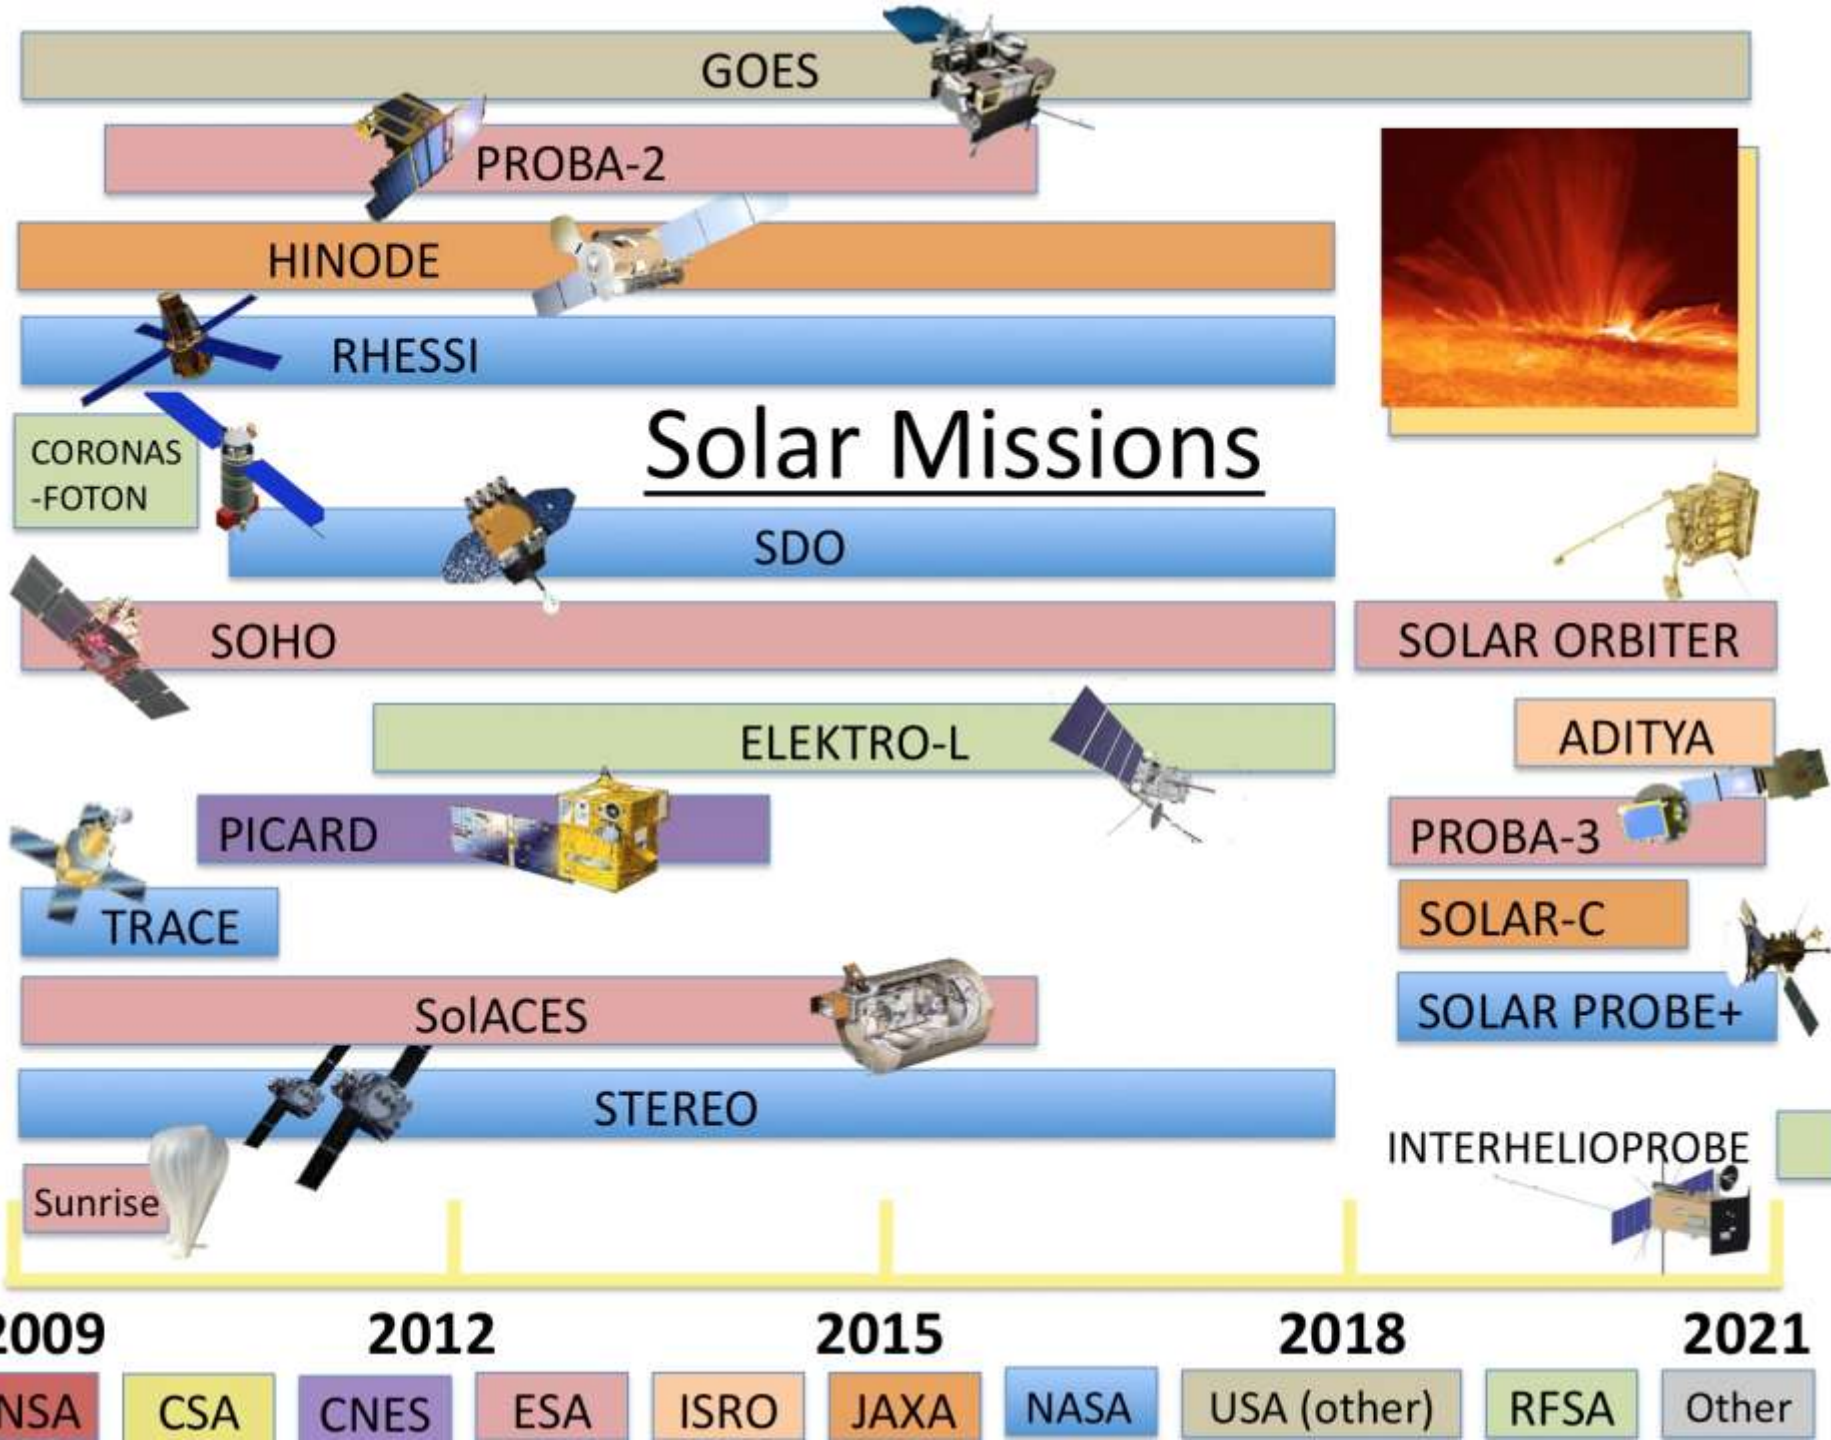 GOES
PROBA-2
HINODE
RHESSI
Solar Missions
CORONAS
-FOTON
SDO
SOHO
SOLAR ORBITER
ELEKTRO-L
ADITYA
PICARD
PROBA-3
TRACE
SOLAR-C
SolACES
SOLAR PROBE+
STEREO
INTERHELIOPROBE
Sunrise
2009 2012 2015 2018 2021
NSA CSA CNES ESA ISRO JAXA NASA USA (other) RFSA Other